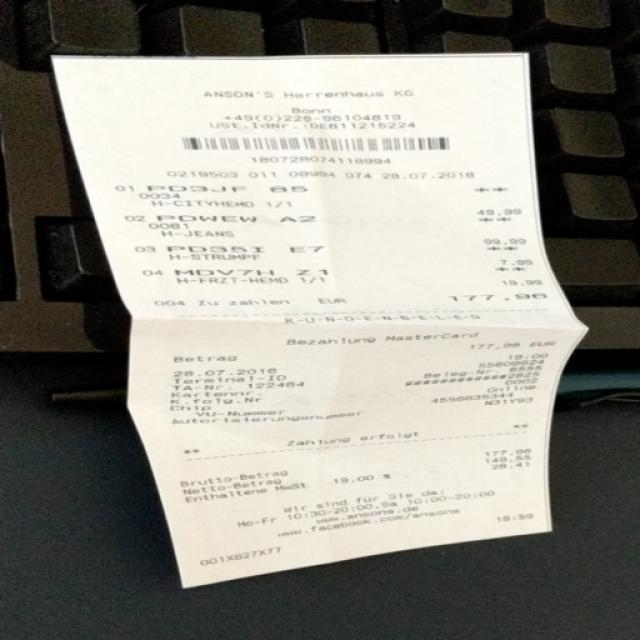 ANSON'S Herrenhaus KG
Bonn
+49(0)228-96104819
USt.IdNr.:DE811215224
180728074118994
0219503 011 08994 074 28.07.2018
01 PD3JF 85 **
0034
H-CITYHEMD 1/1 49,99
02 PDWEW A2 **
0081
H-JEANS 99,99
03 PD35I E7 **
H-STRUMPF 7,99
04 MDV7H Z1 **
H-FRZT-HEMD 1/1 19,99
004 Zu zahlen EUR 177,96
K-U-N-D-E-N-B-E-L-E-G
Bezahlung MasterCard
Betrag 177,96 EUR
28.07.2018 18:00
Terminal-ID 55609924
TA-Nr. 122464 Beleg-Nr. 6555
Kartennr. ############2625
K-folg.Nr 0002
Chip Online
VU-Nummer 4556835344
Autorisierungsnummer N31Y93
** Zahlung erfolgt **
Brutto-Betrag 177,96
Netto-Betrag 149,55
Enthaltene MwSt 19,00 % 28,41
Wir sind für Sie da:
Mo-Fr 10:30-20:00,Sa 10:00-20:00
www.ansons.de
www.facebook.com/ansons
001X627X77 18:59